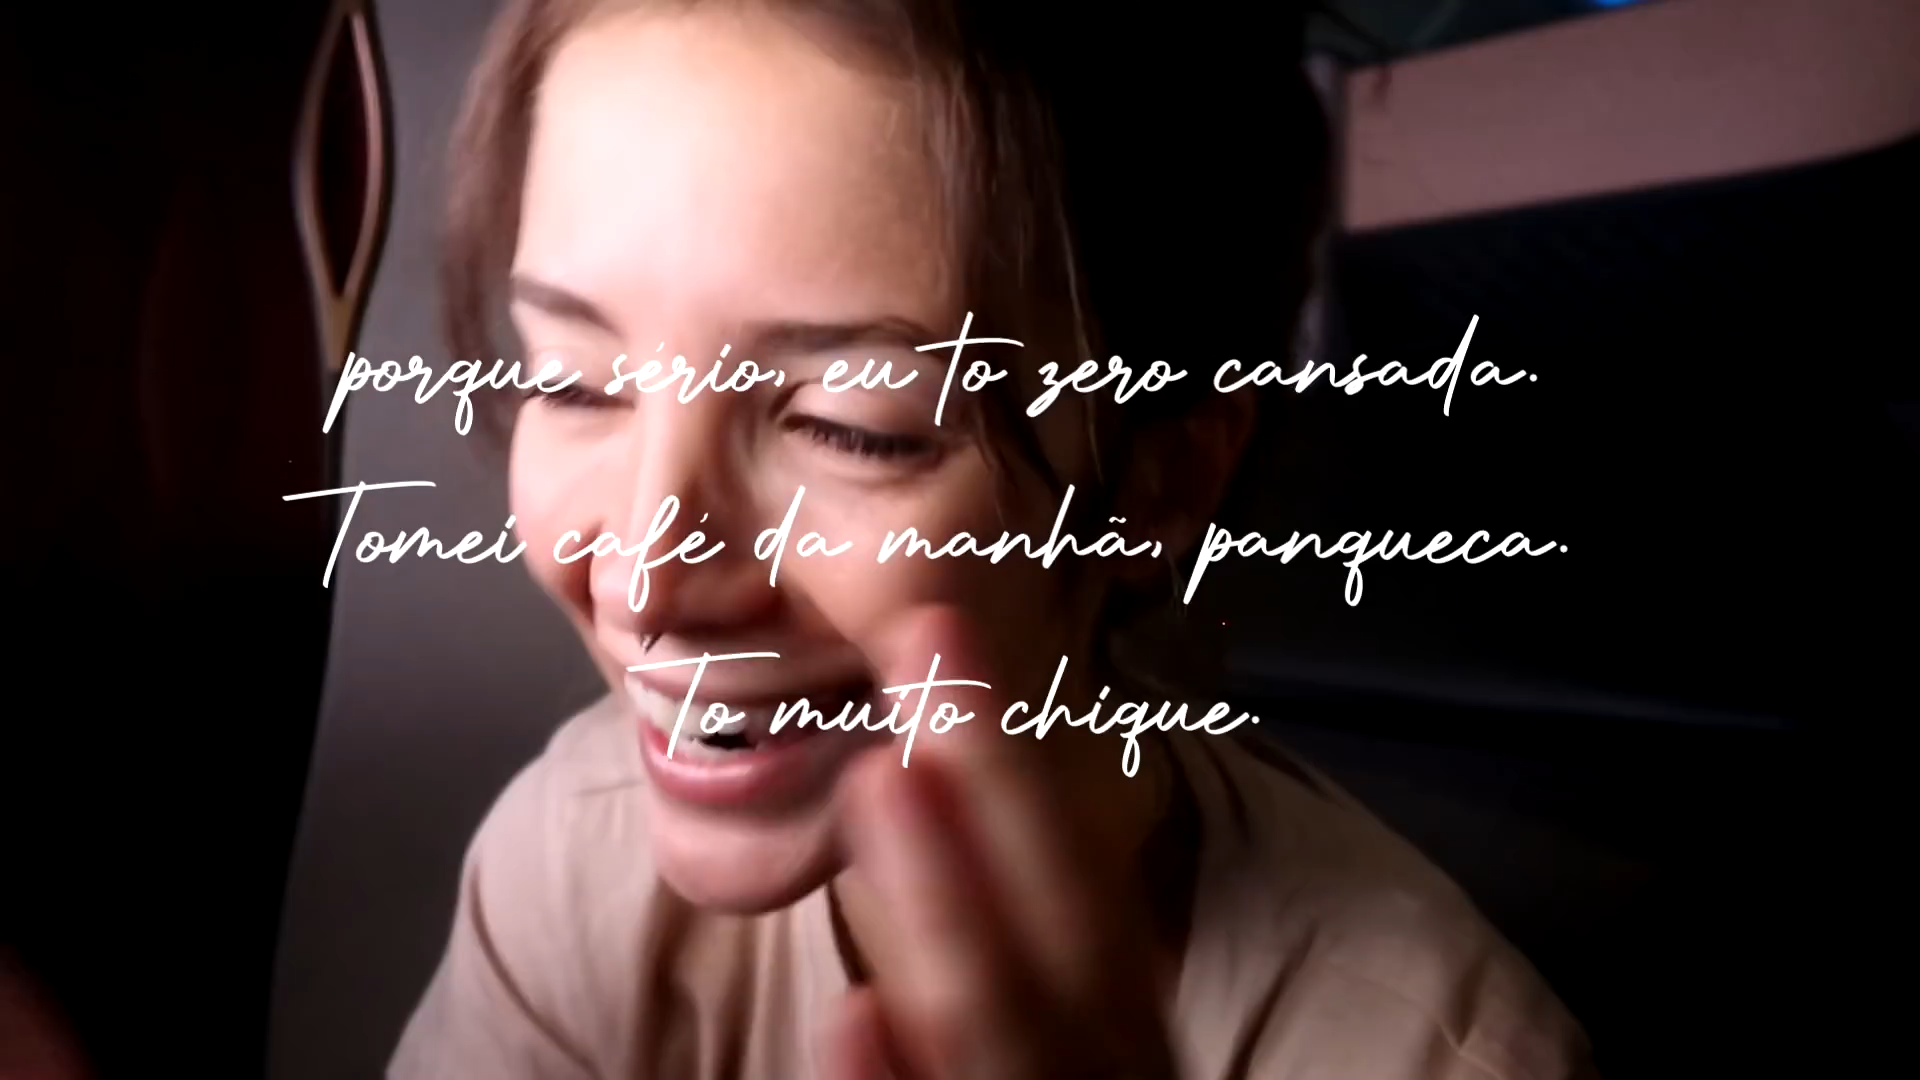 porque sério, eu to zero cansada.
Tomei café da manhã, panqueca.
To muito chique.